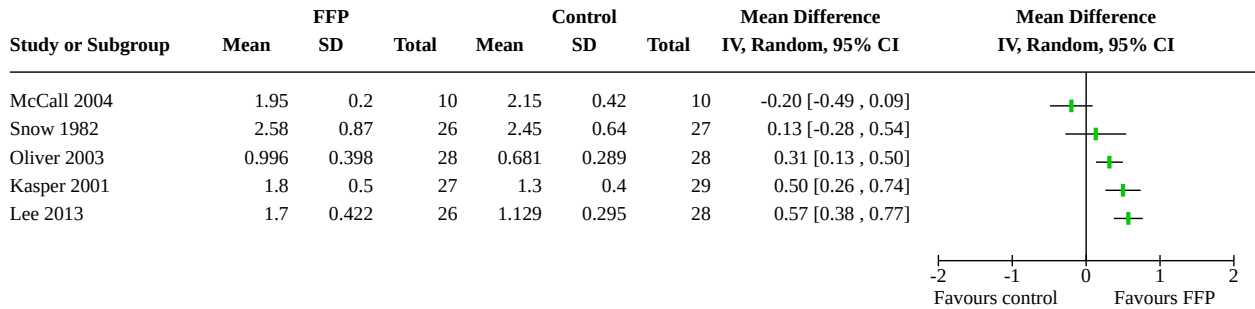 FFP Control Mean Difference Mean Difference
Study or Subgroup Mean SD Total Mean SD Total IV, Random, 95% CI IV, Random, 95% CI
McCall 2004 1.95 0.2 10 2.15 0.42 10 -0.20 [-0.49 , 0.09]
Snow 1982 2.58 0.87 26 2.45 0.64 27 0.13 [-0.28 , 0.54]
Oliver 2003 0.996 0.398 28 0.681 0.289 28 0.31 [0.13 , 0.50]
Kasper 2001 1.8 0.5 27 1.3 0.4 29 0.50 [0.26 , 0.74]
Lee 2013 1.7 0.422 26 1.129 0.295 28 0.57 [0.38 , 0.77]
-2 -1 0 1 2
Favours control Favours FFP